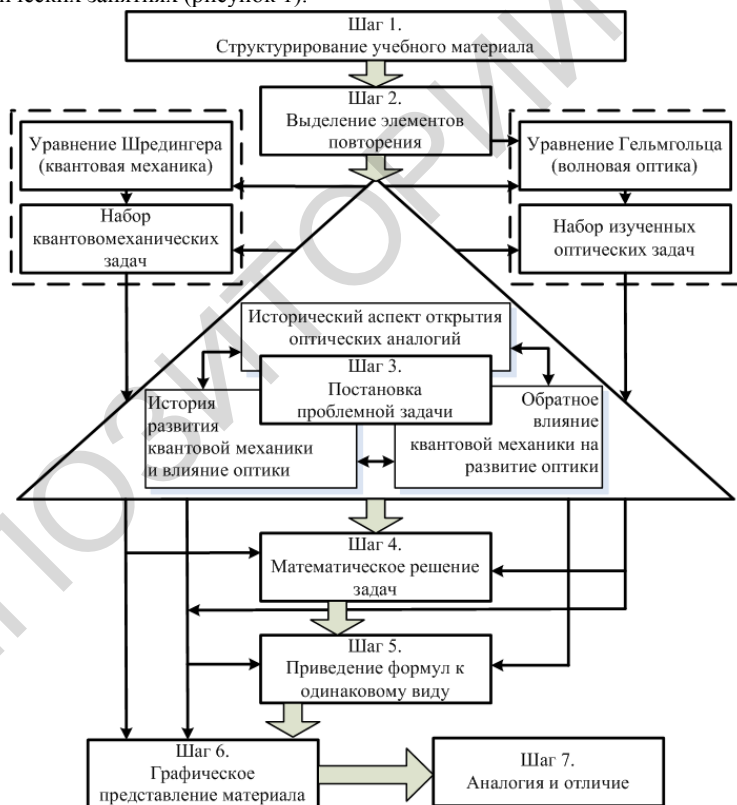 ических занятиях (рисунок 1).
Шаг 1.
Структурирование учебного материала
Шаг 2.
Выделение элементов
повторения
Уравнение Шредингера
(квантовая механика)
Уравнение Гельмгольца
(волновая оптика)
Набор
квантовомеханических
задач
Набор изученных
оптических задач
Исторический аспект открытия
оптических аналогий
Шаг 3.
Постановка
проблемной задачи
История
развития
квантовой механики
и влияние оптики
Обратное
влияние
квантовой механики на
развитие оптики
Шаг 4.
Математическое решение
задач
Шаг 5.
Приведение формул к
одинаковому виду
Шаг 6.
Графическое
представление материала
Шаг 7.
Аналогия и отличие
ПОЗИТОРИЙ